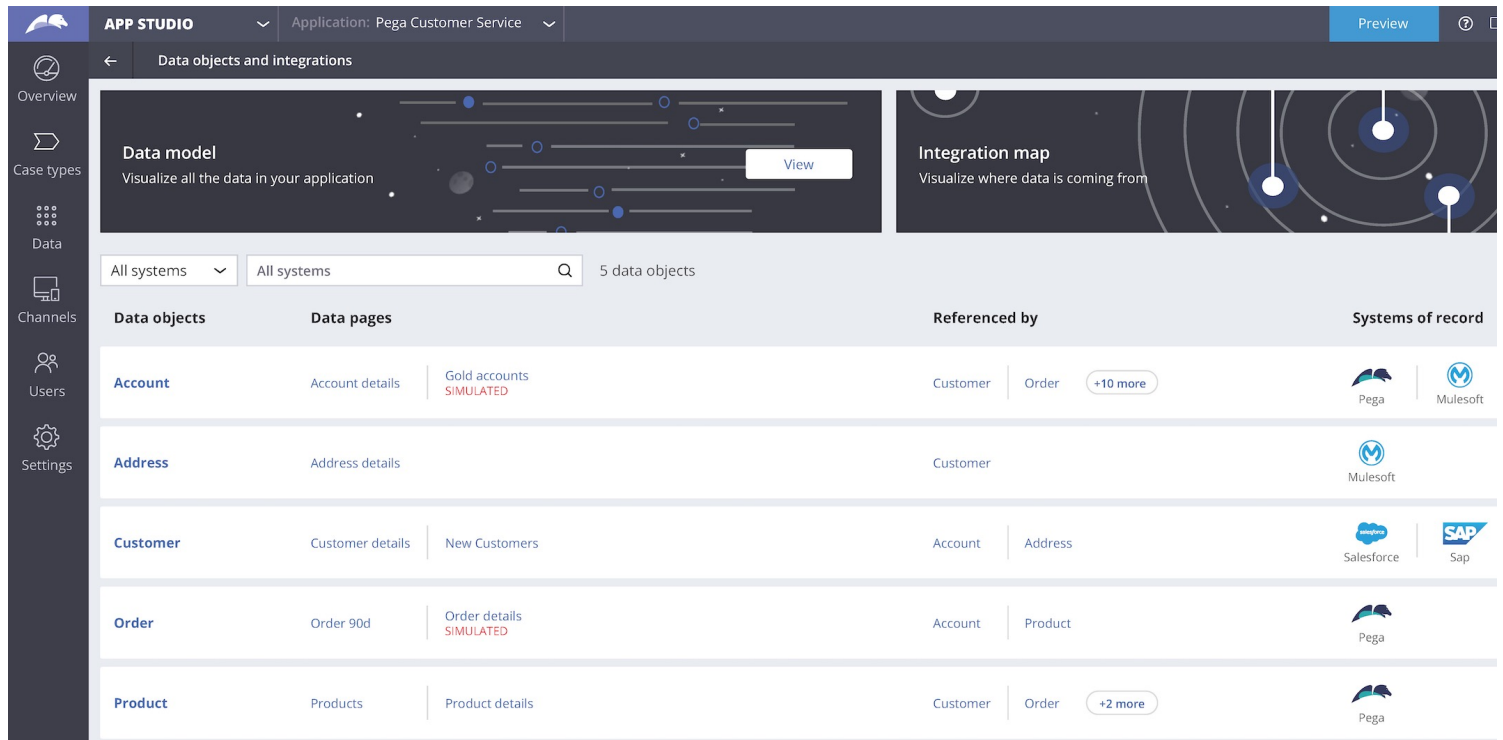 APP STUDIO
Application: Pega Customer Service
Preview
Data objects and integrations
Overview
Case types
Data
Channels
Users
Settings
Data model
Visualize all the data in your application
View
Integration map
Visualize where data is coming from
All systems
All systems
5 data objects
Data objects Data pages Referenced by Systems of record
Account Account details Gold accounts SIMULATED Customer Order +10 more Pega Mulesoft
Address Address details Customer Mulesoft
Customer Customer details New Customers Account Address salesforce Salesforce SAP Sap
Order Order 90d Order details SIMULATED Account Product Pega
Product Products Product details Customer Order +2 more Pega